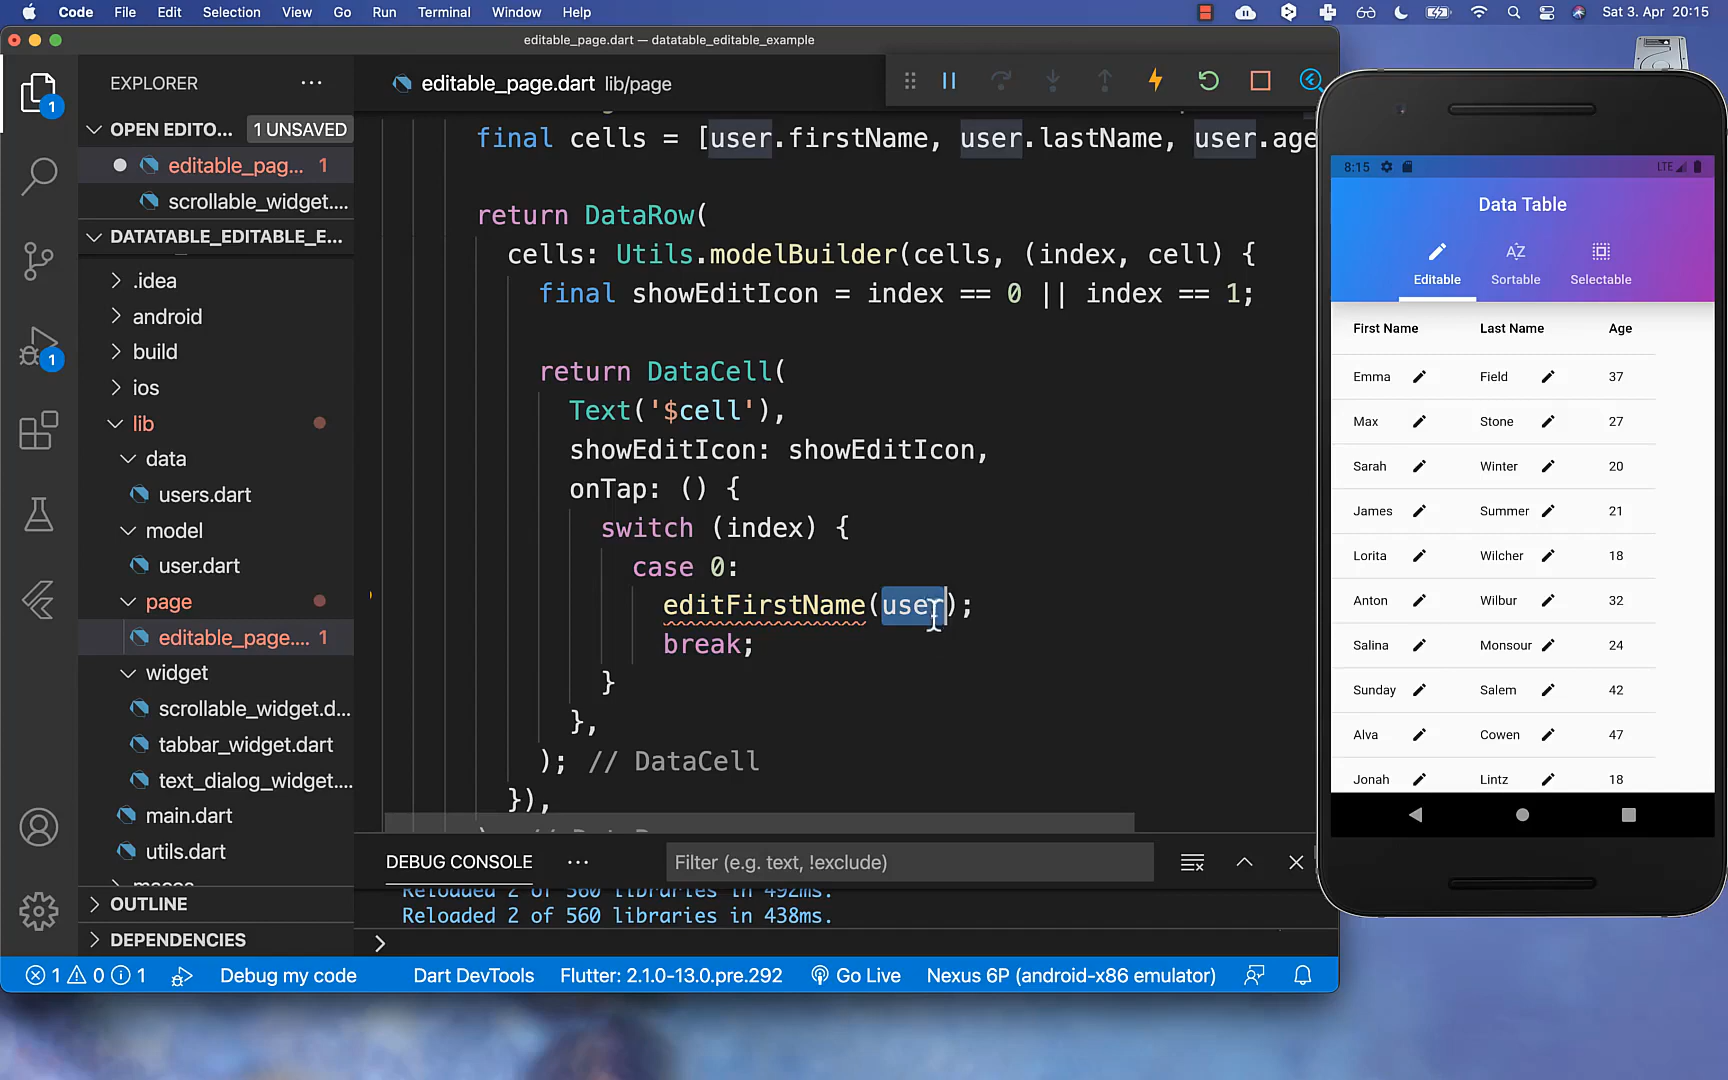 Code File Edit Selection View Go Run Terminal Window Help Sat 3. Apr 20:15
editable_page.dart — datatable_editable_example
EXPLORER ···
editable_page.dart lib/page
OPEN EDITO... 1 UNSAVED
editable_pag... 1
scrollable_widget....
DATATABLE_EDITABLE_E...
.idea
android
build
ios
lib
data
users.dart
model
user.dart
page
editable_page.... 1
widget
scrollable_widget.d...
tabbar_widget.dart
text_dialog_widget....
main.dart
utils.dart
OUTLINE
DEPENDENCIES
1
1
final cells = [user.firstName, user.lastName, user.age
return DataRow(
cells: Utils.modelBuilder(cells, (index, cell) {
final showEditIcon = index == 0 || index == 1;
return DataCell(
Text('$cell'),
showEditIcon: showEditIcon,
onTap: () {
switch (index) {
case 0:
editFirstName(user);
break;
}
},
); // DataCell
}),
DEBUG CONSOLE ··· Filter (e.g. text, !exclude)
Reloaded 2 of 560 libraries in 492ms.
Reloaded 2 of 560 libraries in 438ms.
1 0 1 Debug my code Dart DevTools Flutter: 2.1.0-13.0.pre.292 Go Live Nexus 6P (android-x86 emulator)
8:15 LTE
Data Table
Editable Sortable Selectable
First Name Last Name Age
Emma Field 37
Max Stone 27
Sarah Winter 20
James Summer 21
Lorita Wilcher 18
Anton Wilbur 32
Salina Monsour 24
Sunday Salem 42
Alva Cowen 47
Jonah Lintz 18